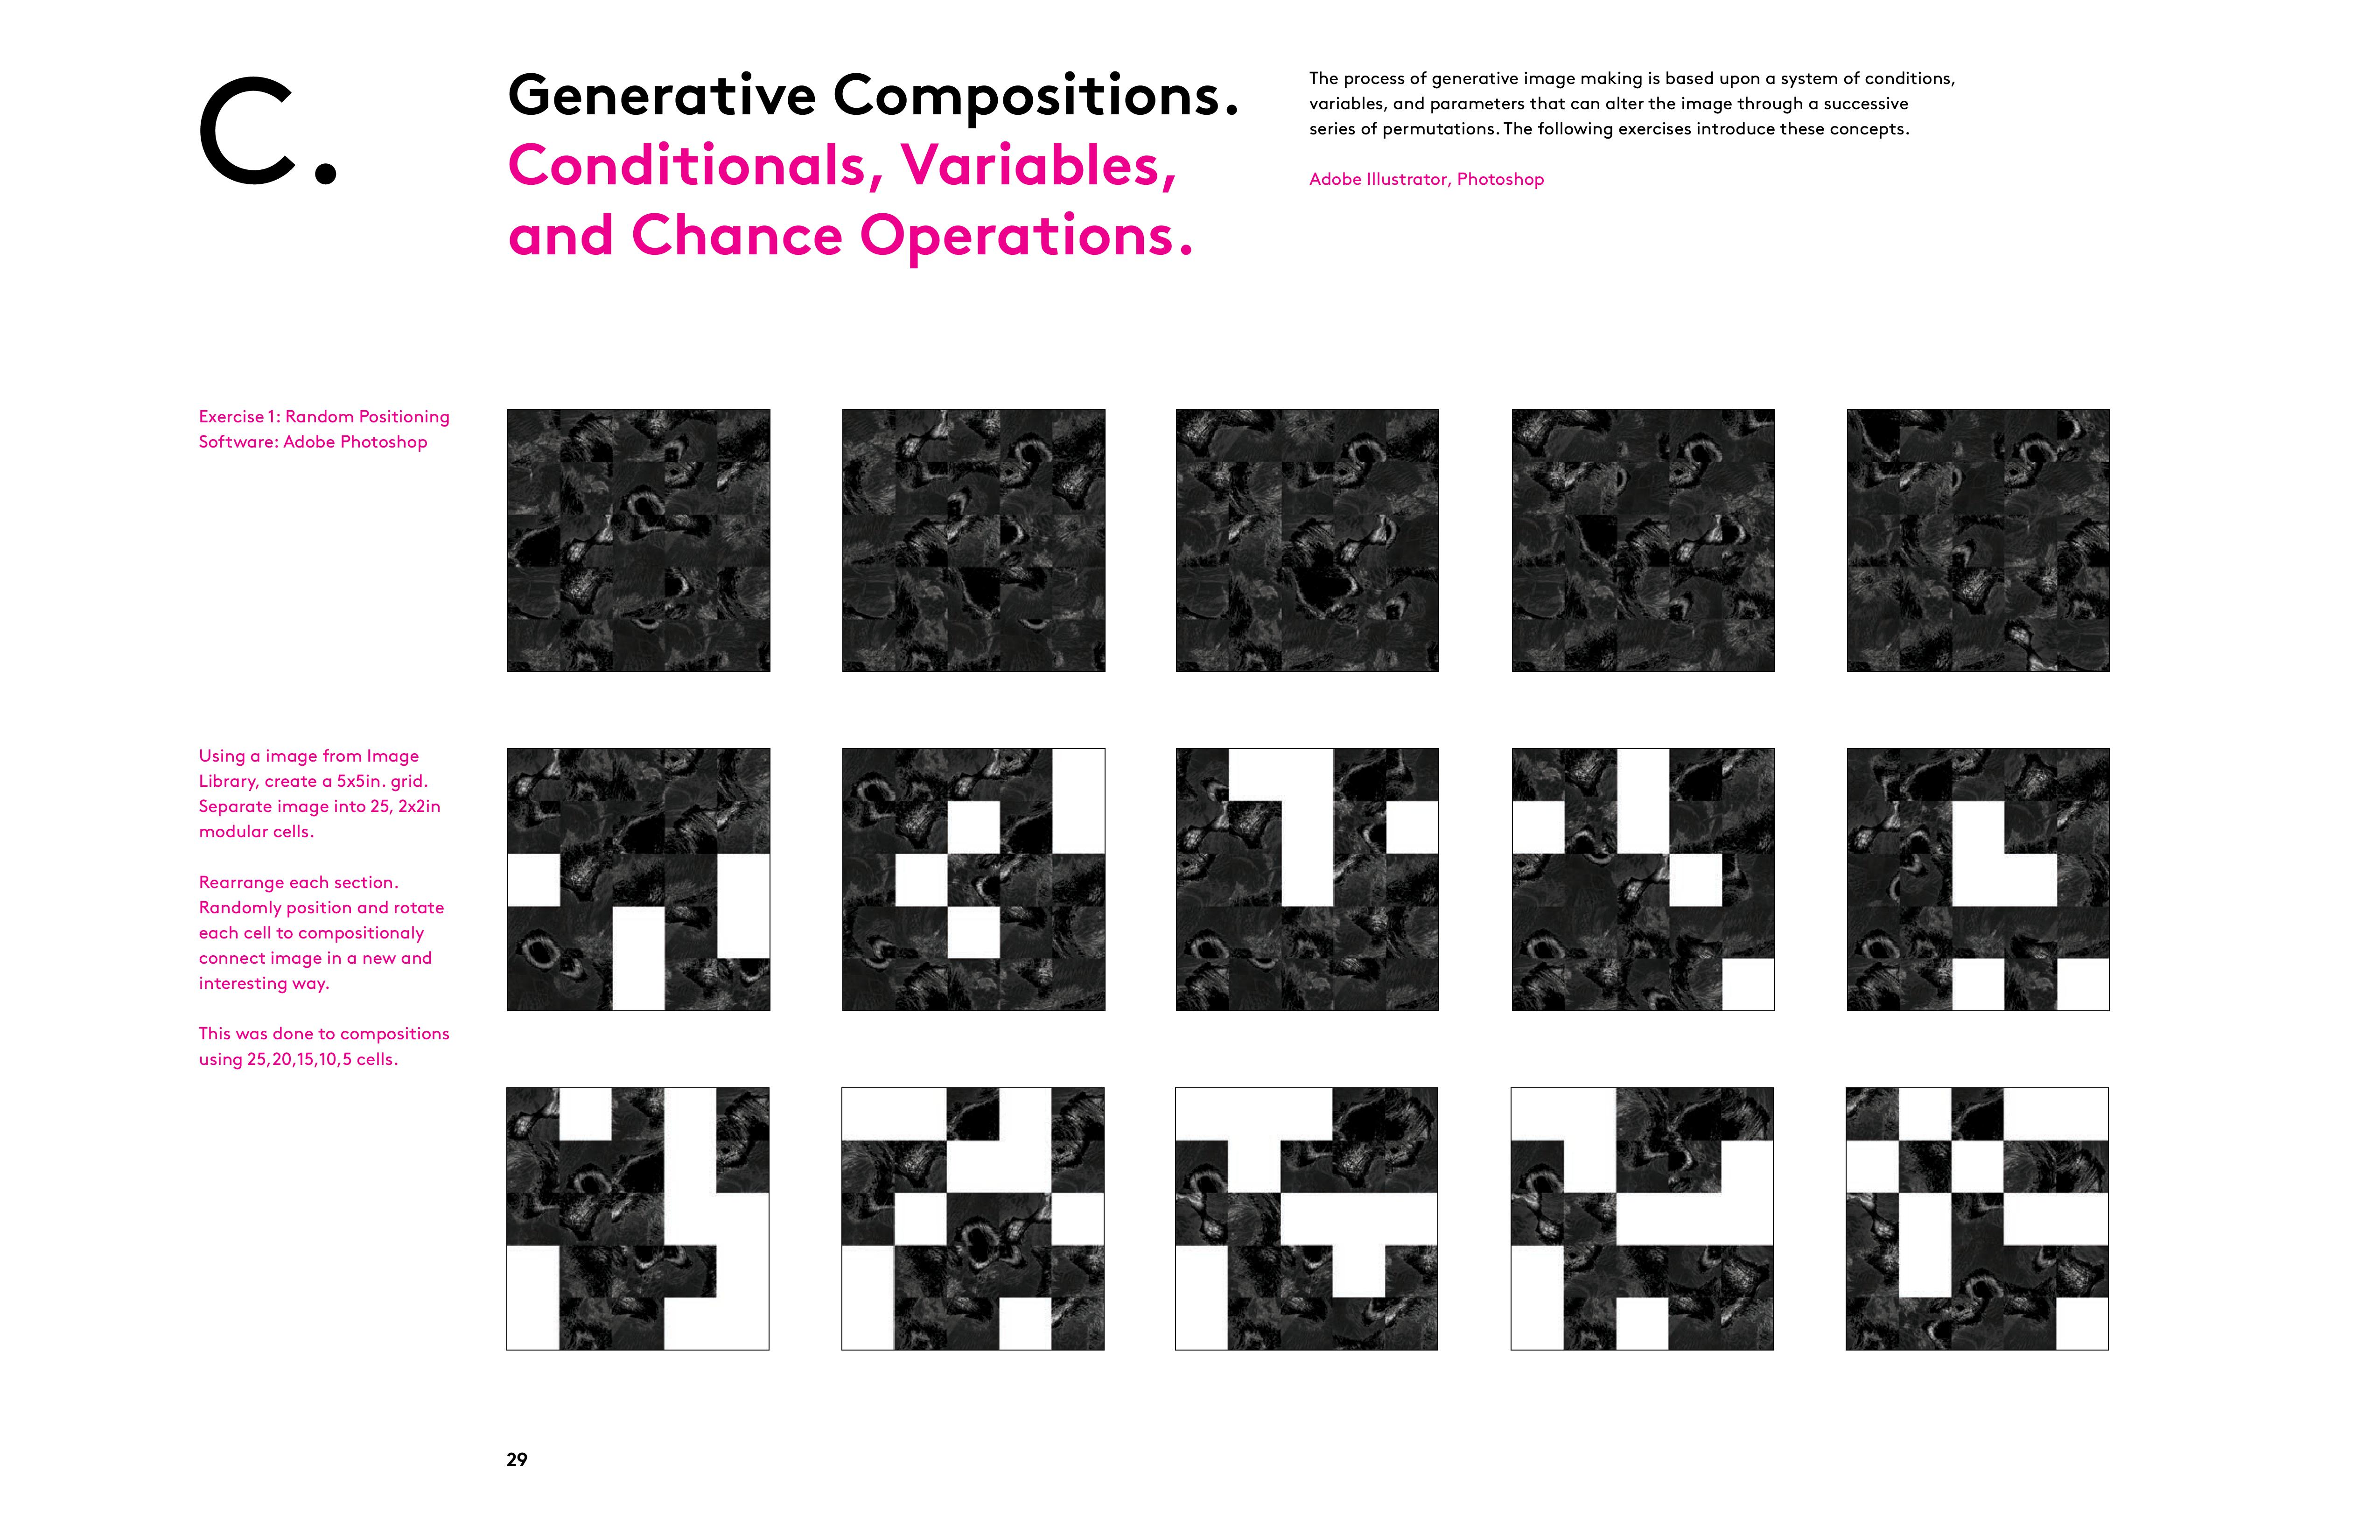 C.
Generative Compositions.
Conditionals, Variables,
and Chance Operations.
The process of generative image making is based upon a system of conditions,
variables, and parameters that can alter the image through a successive
series of permutations. The following exercises introduce these concepts.
Adobe Illustrator, Photoshop
Exercise 1: Random Positioning
Software: Adobe Photoshop
Using a image from Image
Library, create a 5x5in. grid.
Separate image into 25, 2x2in
modular cells.
Rearrange each section.
Randomly position and rotate
each cell to compositionaly
connect image in a new and
interesting way.
This was done to compositions
using 25,20,15,10,5 cells.
29